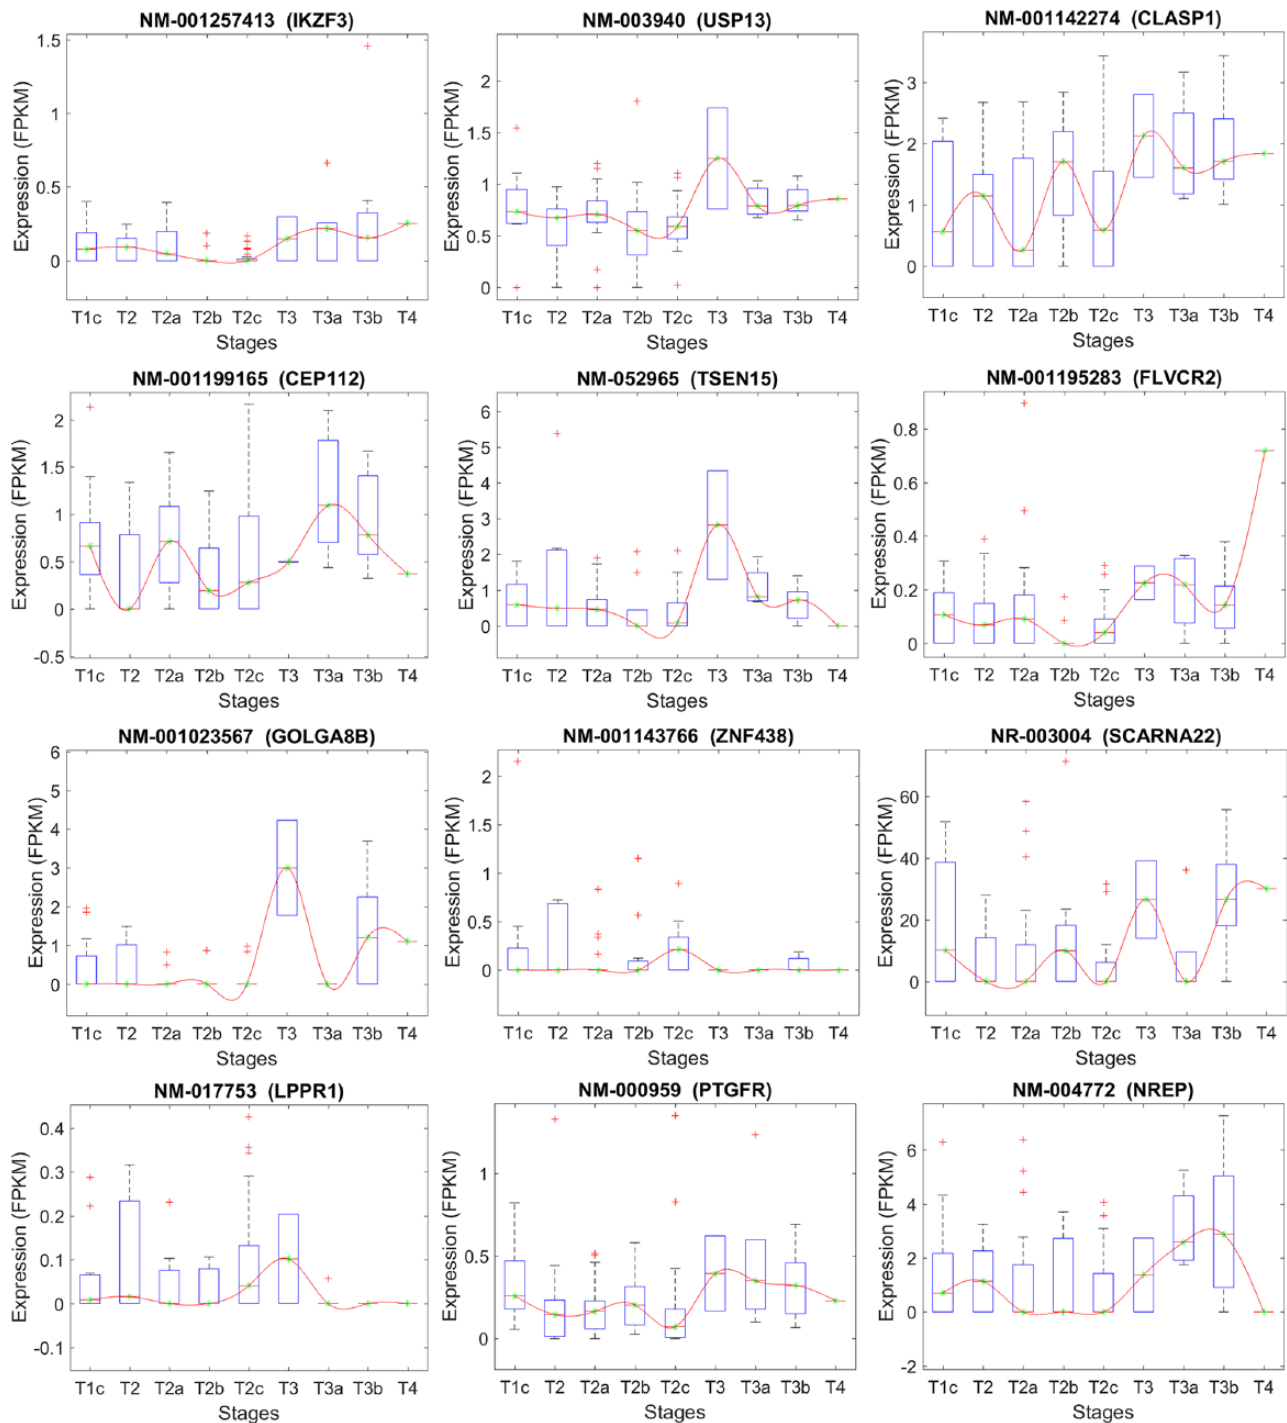 NM-001257413 (IKZF3)
Expression (FPKM)
1.5
1
0.5
0
T1c T2 T2a T2b T2c T3 T3a T3b T4
Stages
NM-003940 (USP13)
Expression (FPKM)
2
1.5
1
0.5
0
T1c T2 T2a T2b T2c T3 T3a T3b T4
Stages
NM-001142274 (CLASP1)
Expression (FPKM)
3
2
1
0
T1c T2 T2a T2b T2c T3 T3a T3b T4
Stages
NM-001199165 (CEP112)
Expression (FPKM)
2
1.5
1
0.5
0
-0.5
T1c T2 T2a T2b T2c T3 T3a T3b T4
Stages
NM-052965 (TSEN15)
Expression (FPKM)
6
5
4
3
2
1
0
T1c T2 T2a T2b T2c T3 T3a T3b T4
Stages
NM-001195283 (FLVCR2)
Expression (FPKM)
0.8
0.6
0.4
0.2
0
T1c T2 T2a T2b T2c T3 T3a T3b T4
Stages
NM-001023567 (GOLGA8B)
Expression (FPKM)
6
5
4
3
2
1
0
T1c T2 T2a T2b T2c T3 T3a T3b T4
Stages
NM-001143766 (ZNF438)
Expression (FPKM)
2
1.5
1
0.5
0
T1c T2 T2a T2b T2c T3 T3a T3b T4
Stages
NR-003004 (SCARNA22)
Expression (FPKM)
60
40
20
0
T1c T2 T2a T2b T2c T3 T3a T3b T4
Stages
NM-017753 (LPPR1)
Expression (FPKM)
0.4
0.3
0.2
0.1
0
-0.1
T1c T2 T2a T2b T2c T3 T3a T3b T4
Stages
NM-000959 (PTGFR)
Expression (FPKM)
1
0.5
0
T1c T2 T2a T2b T2c T3 T3a T3b T4
Stages
NM-004772 (NREP)
Expression (FPKM)
6
4
2
0
-2
T1c T2 T2a T2b T2c T3 T3a T3b T4
Stages